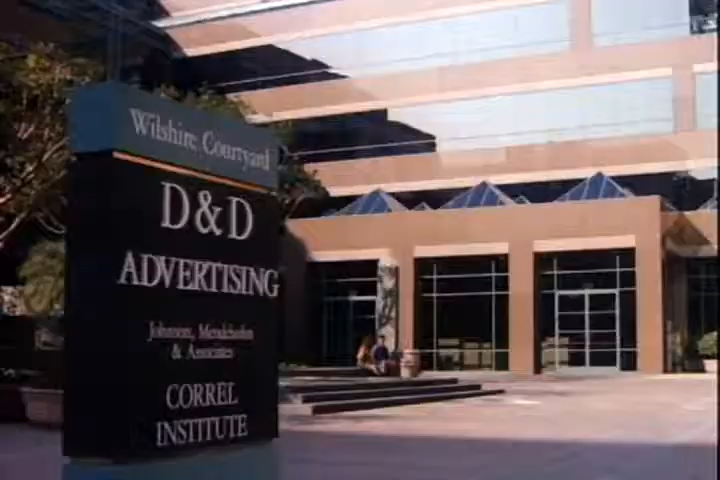 Wilshire Courtyard
D&D
ADVERTISING
Johnson, Mendelsohn
& Associates
CORREL
INSTITUTE